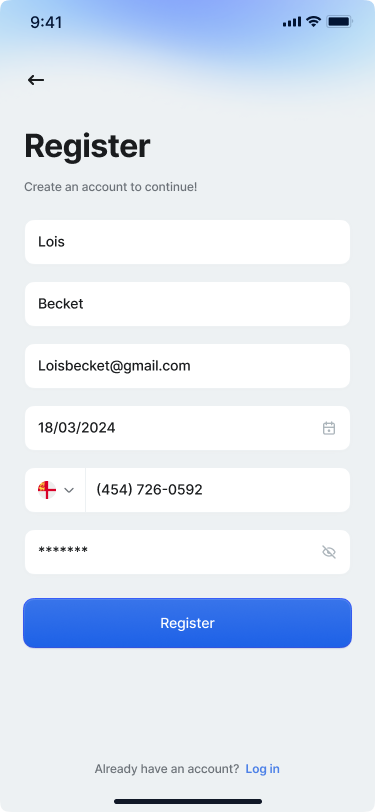 9:41
Register
Create an account to continue!
Lois
Becket
Loisbecket@gmail.com
18/03/2024
(454) 726-0592
*******
Register
Already have an account? Log in